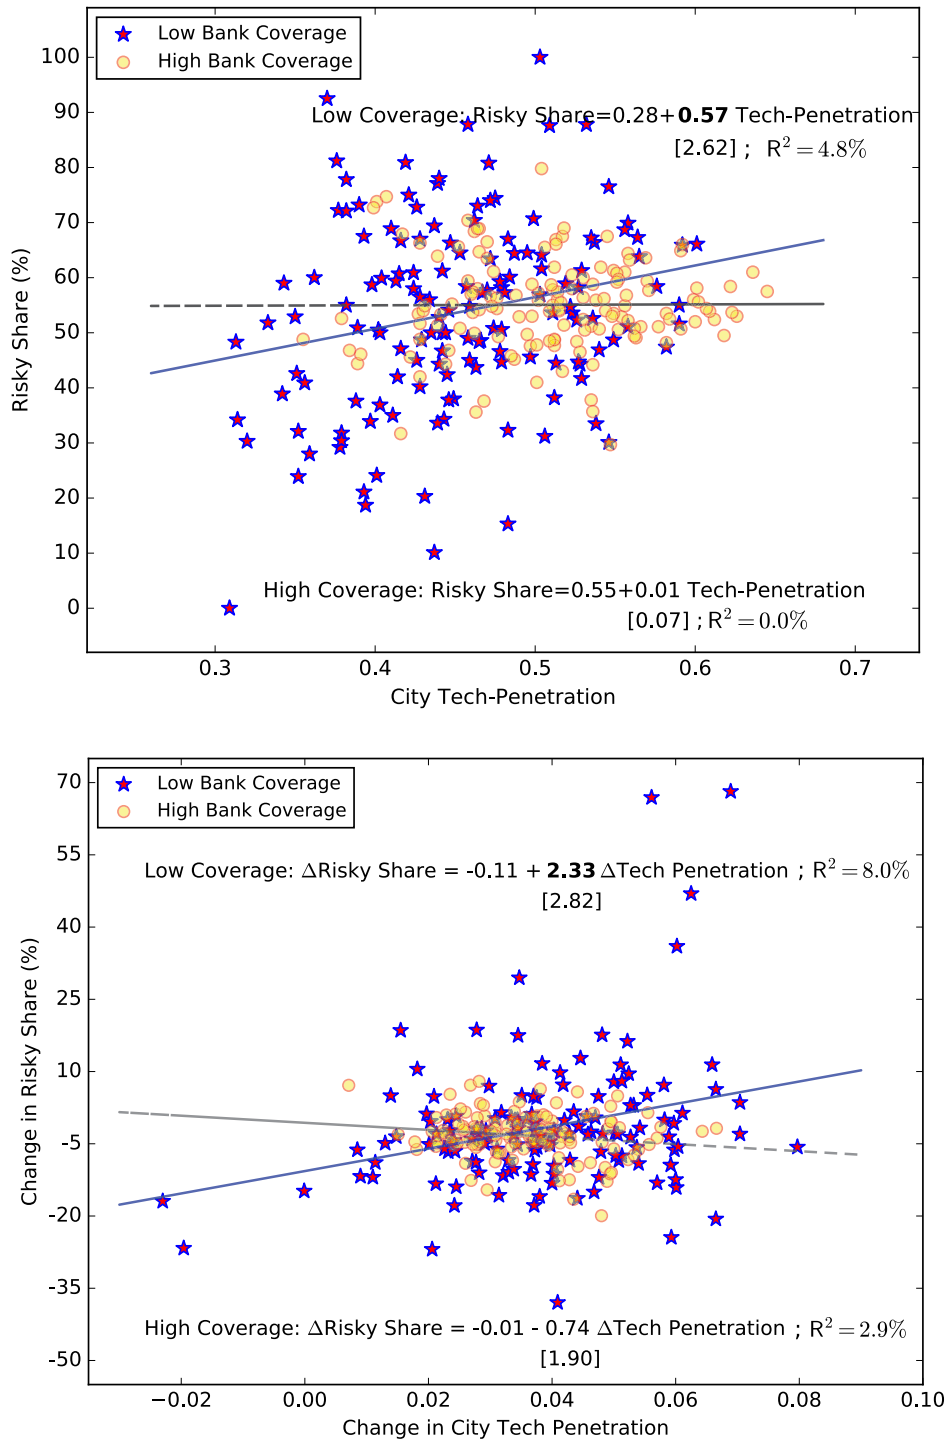 Low Bank Coverage
High Bank Coverage
Low Coverage: Risky Share=0.28+0.57 Tech-Penetration
[2.62] ; R² = 4.8%
High Coverage: Risky Share=0.55+0.01 Tech-Penetration
[0.07] ; R² = 0.0%
100
90
80
70
60
50
40
30
20
10
0
Risky Share (%)
0.3 0.4 0.5 0.6 0.7
City Tech-Penetration
Low Bank Coverage
High Bank Coverage
Low Coverage: ΔRisky Share = -0.11 + 2.33 ΔTech Penetration ; R² = 8.0%
[2.82]
High Coverage: ΔRisky Share = -0.01 - 0.74 ΔTech Penetration ; R² = 2.9%
[1.90]
70
55
40
25
10
-5
-20
-35
-50
Change in Risky Share (%)
−0.02 0.00 0.02 0.04 0.06 0.08 0.10
Change in City Tech Penetration